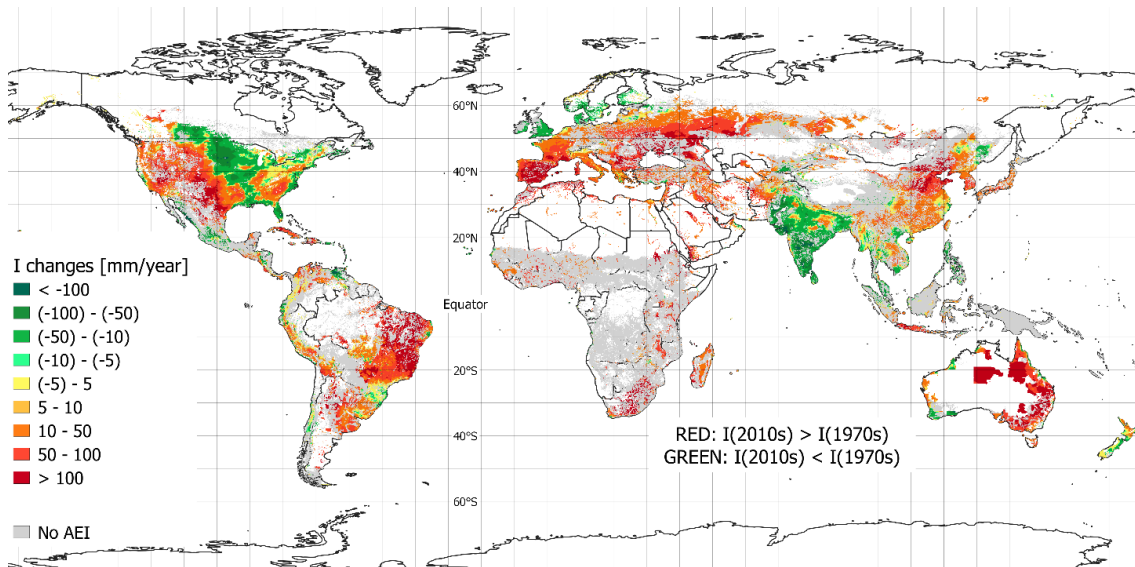 60°N
40°N
20°N
Equator
20°S
40°S
60°S
I changes [mm/year]
< -100
(-100) - (-50)
(-50) - (-10)
(-10) - (-5)
(-5) - 5
5 - 10
10 - 50
50 - 100
> 100
No AEI
RED: I(2010s) > I(1970s)
GREEN: I(2010s) < I(1970s)